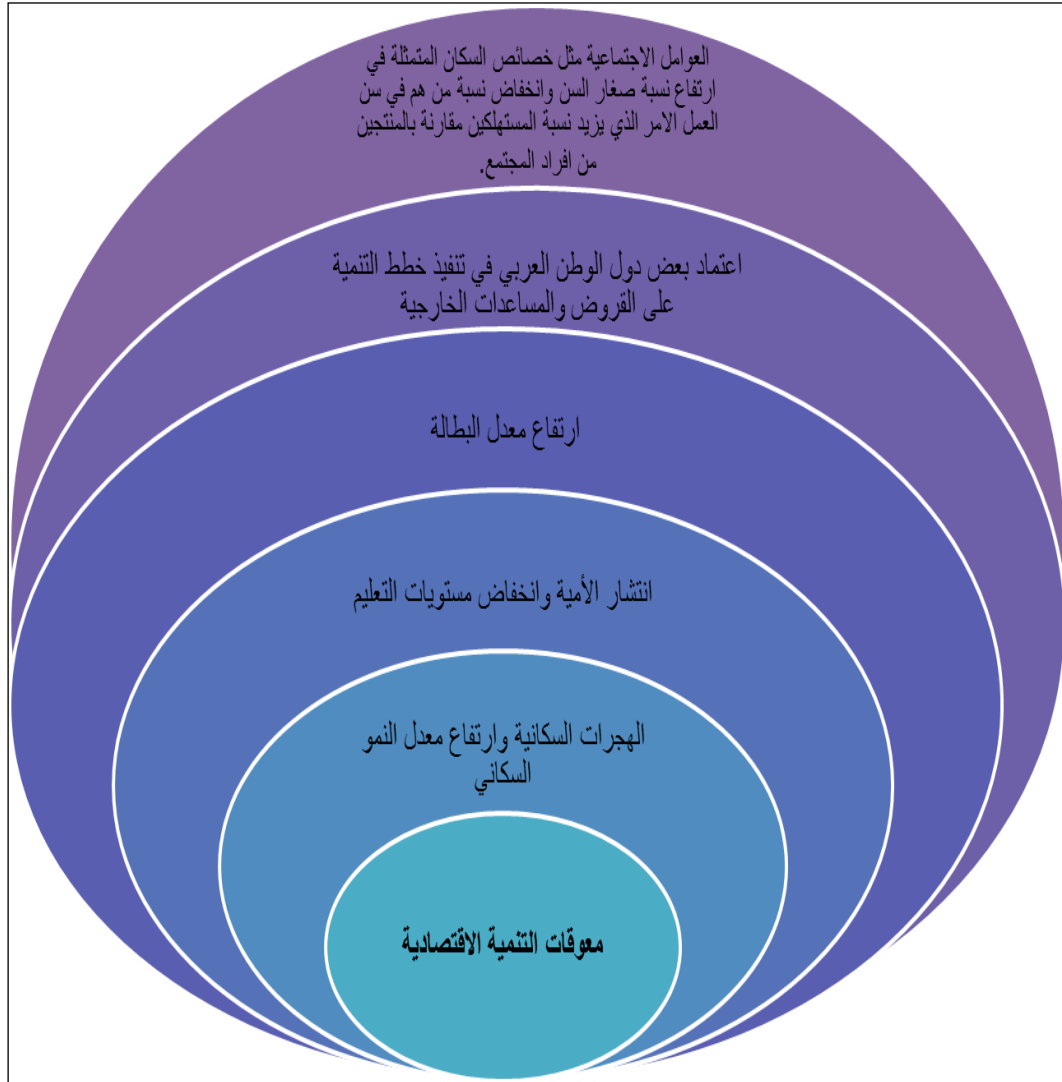 العوامل الاجتماعية مثل خصائص السكان المتمثلة في
ارتفاع نسبة صغار السن وانخفاض نسبة من هم في سن
العمل الامر الذي يزيد نسبة المستهلكين مقارنة بالمنتجين
من افراد المجتمع.
اعتماد بعض دول الوطن العربي في تنفيذ خطط التنمية
على القروض والمساعدات الخارجية
ارتفاع معدل البطالة
انتشار الأمية وانخفاض مستويات التعليم
الهجرات السكانية وارتفاع معدل النمو
السكاني
معوقات التنمية الاقتصادية